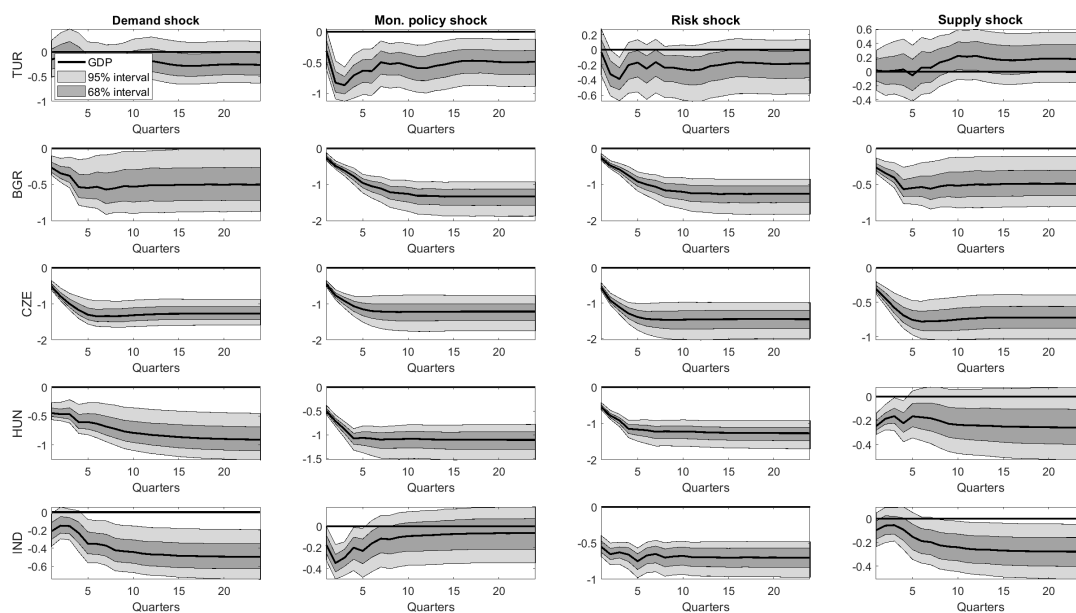 Demand shock
Mon. policy shock
Risk shock
Supply shock
TUR
0
-0.5
-1
GDP
95% interval
68% interval
5 10 15 20
Quarters
0
-0.5
-1
5 10 15 20
Quarters
0.2
0
-0.2
-0.4
-0.6
5 10 15 20
Quarters
0.6
0.4
0.2
0
-0.2
-0.4
5 10 15 20
Quarters
BGR
0
-0.5
-1
5 10 15 20
Quarters
0
-1
-2
5 10 15 20
Quarters
0
-1
-2
5 10 15 20
Quarters
0
-0.5
-1
5 10 15 20
Quarters
CZE
0
-1
-2
5 10 15 20
Quarters
0
-1
-2
5 10 15 20
Quarters
0
-1
-2
5 10 15 20
Quarters
0
-0.5
-1
5 10 15 20
Quarters
HUN
0
-0.5
-1
5 10 15 20
Quarters
0
-0.5
-1
-1.5
5 10 15 20
Quarters
0
-1
-2
5 10 15 20
Quarters
0
-0.2
-0.4
5 10 15 20
Quarters
IND
0
-0.2
-0.4
-0.6
5 10 15 20
Quarters
0
-0.2
-0.4
5 10 15 20
Quarters
0
-0.5
-1
5 10 15 20
Quarters
0
-0.2
-0.4
5 10 15 20
Quarters